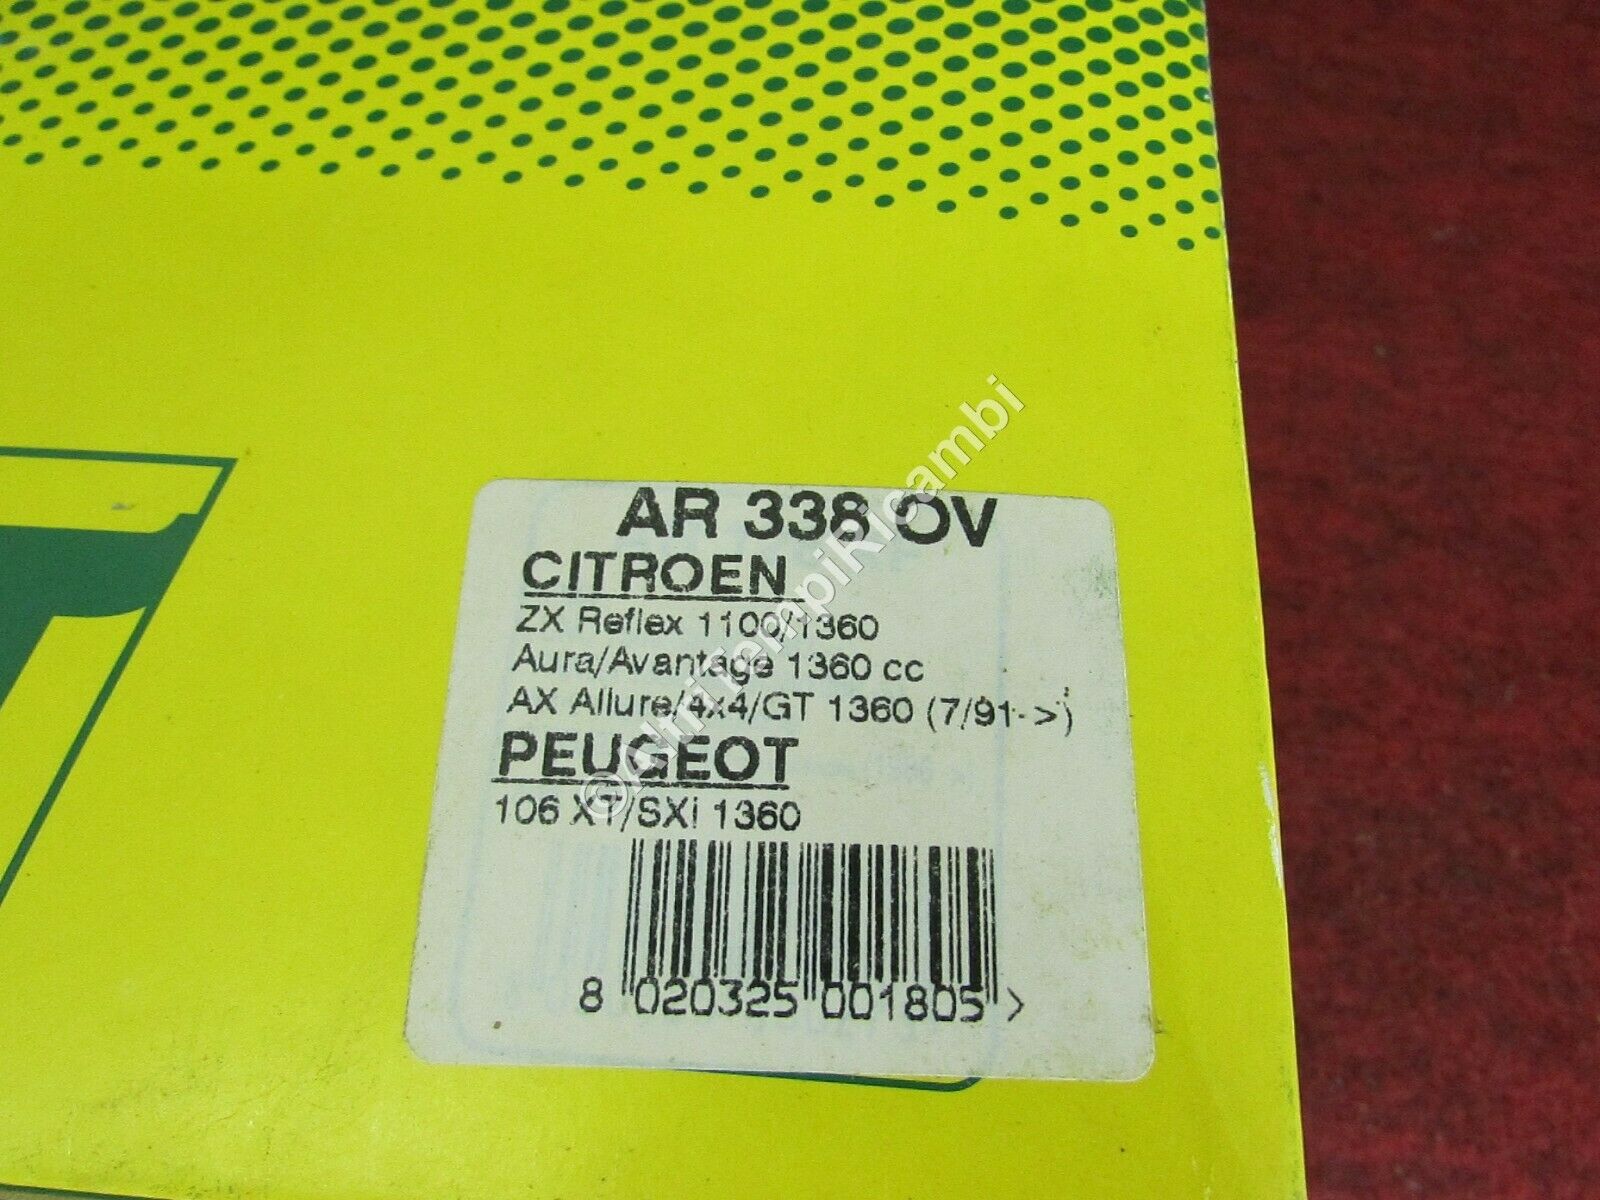 AR 338 OV
CITROEN
ZX Reflex 1100/1360
Aura/Avantage 1360 cc
AX Allure/4x4/GT 1360 (7/91->)
PEUGEOT
106 XT/SXi 1360
8 020325 001805 >
©AltriTempiRicambi